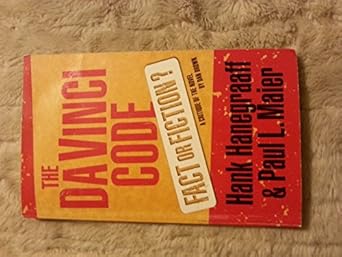 THE
DA VINCI
CODE
FACT OR FICTION?
A CRITIQUE OF THE NOVEL
BY DAN BROWN
Hank Hanegraaff
& Paul L. Maier